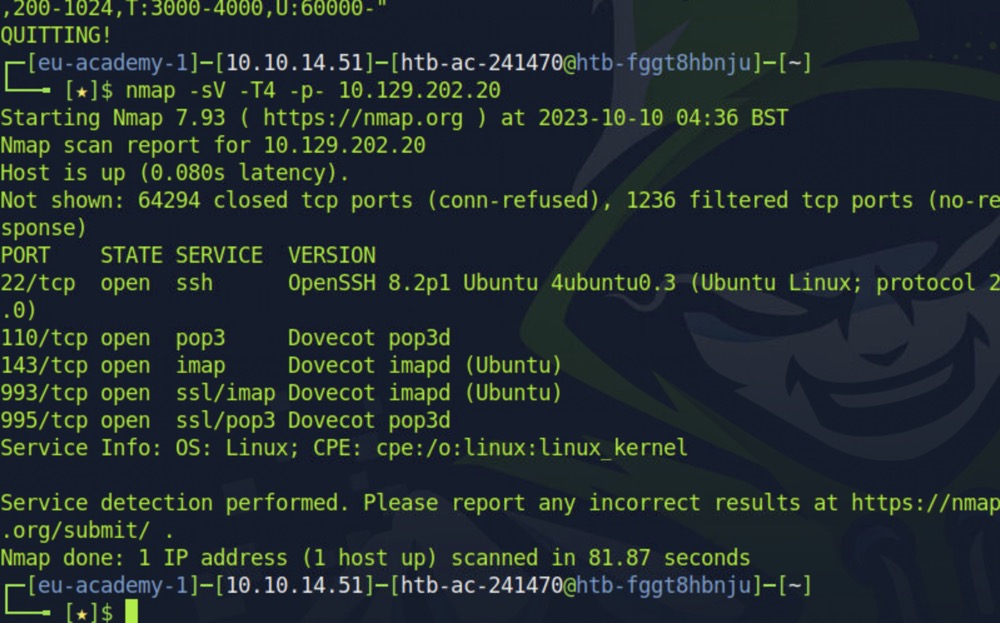 ,200-1024,T:3000-4000,U:60000-"
QUITTING!
┌─[eu-academy-1]─[10.10.14.51]─[htb-ac-241470@htb-fggt8hbnju]─[~]
└──╼ [★]$ nmap -sV -T4 -p- 10.129.202.20
Starting Nmap 7.93 ( https://nmap.org ) at 2023-10-10 04:36 BST
Nmap scan report for 10.129.202.20
Host is up (0.080s latency).
Not shown: 64294 closed tcp ports (conn-refused), 1236 filtered tcp ports (no-re
sponse)
PORT    STATE SERVICE  VERSION
22/tcp  open  ssh      OpenSSH 8.2p1 Ubuntu 4ubuntu0.3 (Ubuntu Linux; protocol 2
.0)
110/tcp open  pop3     Dovecot pop3d
143/tcp open  imap     Dovecot imapd (Ubuntu)
993/tcp open  ssl/imap Dovecot imapd (Ubuntu)
995/tcp open  ssl/pop3 Dovecot pop3d
Service Info: OS: Linux; CPE: cpe:/o:linux:linux_kernel
Service detection performed. Please report any incorrect results at https://nmap
.org/submit/ .
Nmap done: 1 IP address (1 host up) scanned in 81.87 seconds
┌─[eu-academy-1]─[10.10.14.51]─[htb-ac-241470@htb-fggt8hbnju]─[~]
└──╼ [★]$